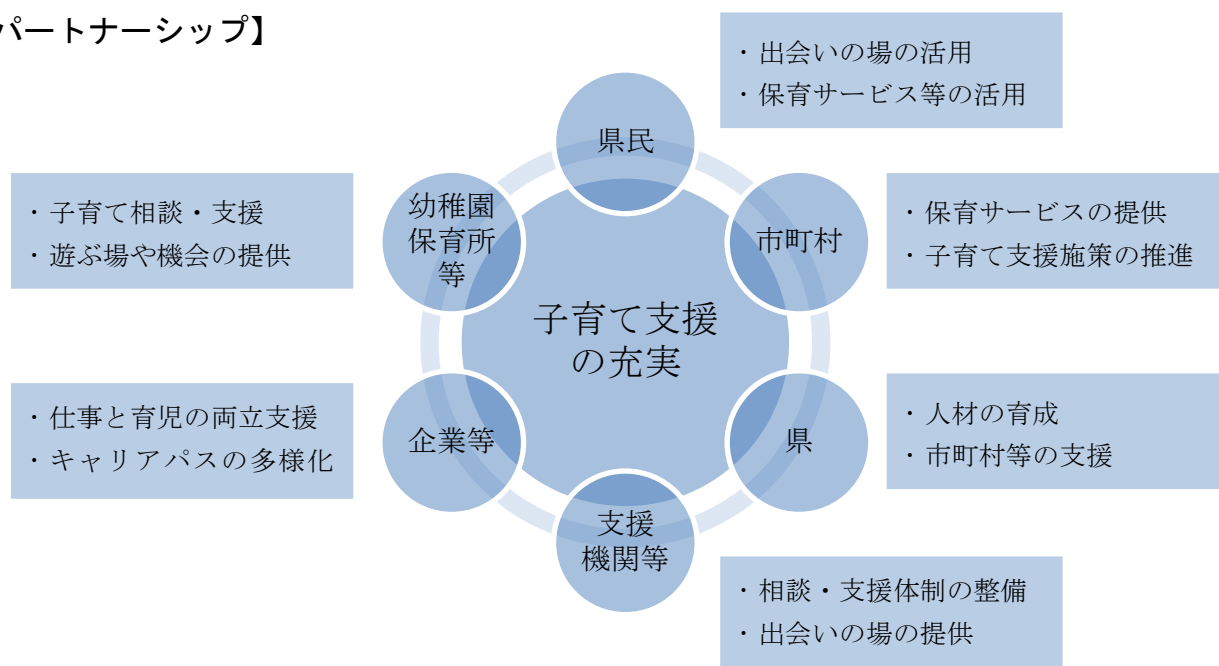 パートナーシップ】
・出会いの場の活用
・保育サービス等の活用
県民
・子育て相談・支援
・遊ぶ場や機会の提供
幼稚園
保育所
等
市町村
・保育サービスの提供
・子育て支援施策の推進
子育て支援
の充実
・仕事と育児の両立支援
・キャリアパスの多様化
企業等
県
・人材の育成
・市町村等の支援
支援
機関等
・相談・支援体制の整備
・出会いの場の提供